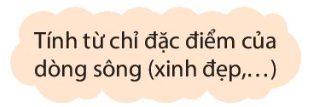 Tính từ chỉ đặc điểm của
dòng sông (xinh đẹp,…)